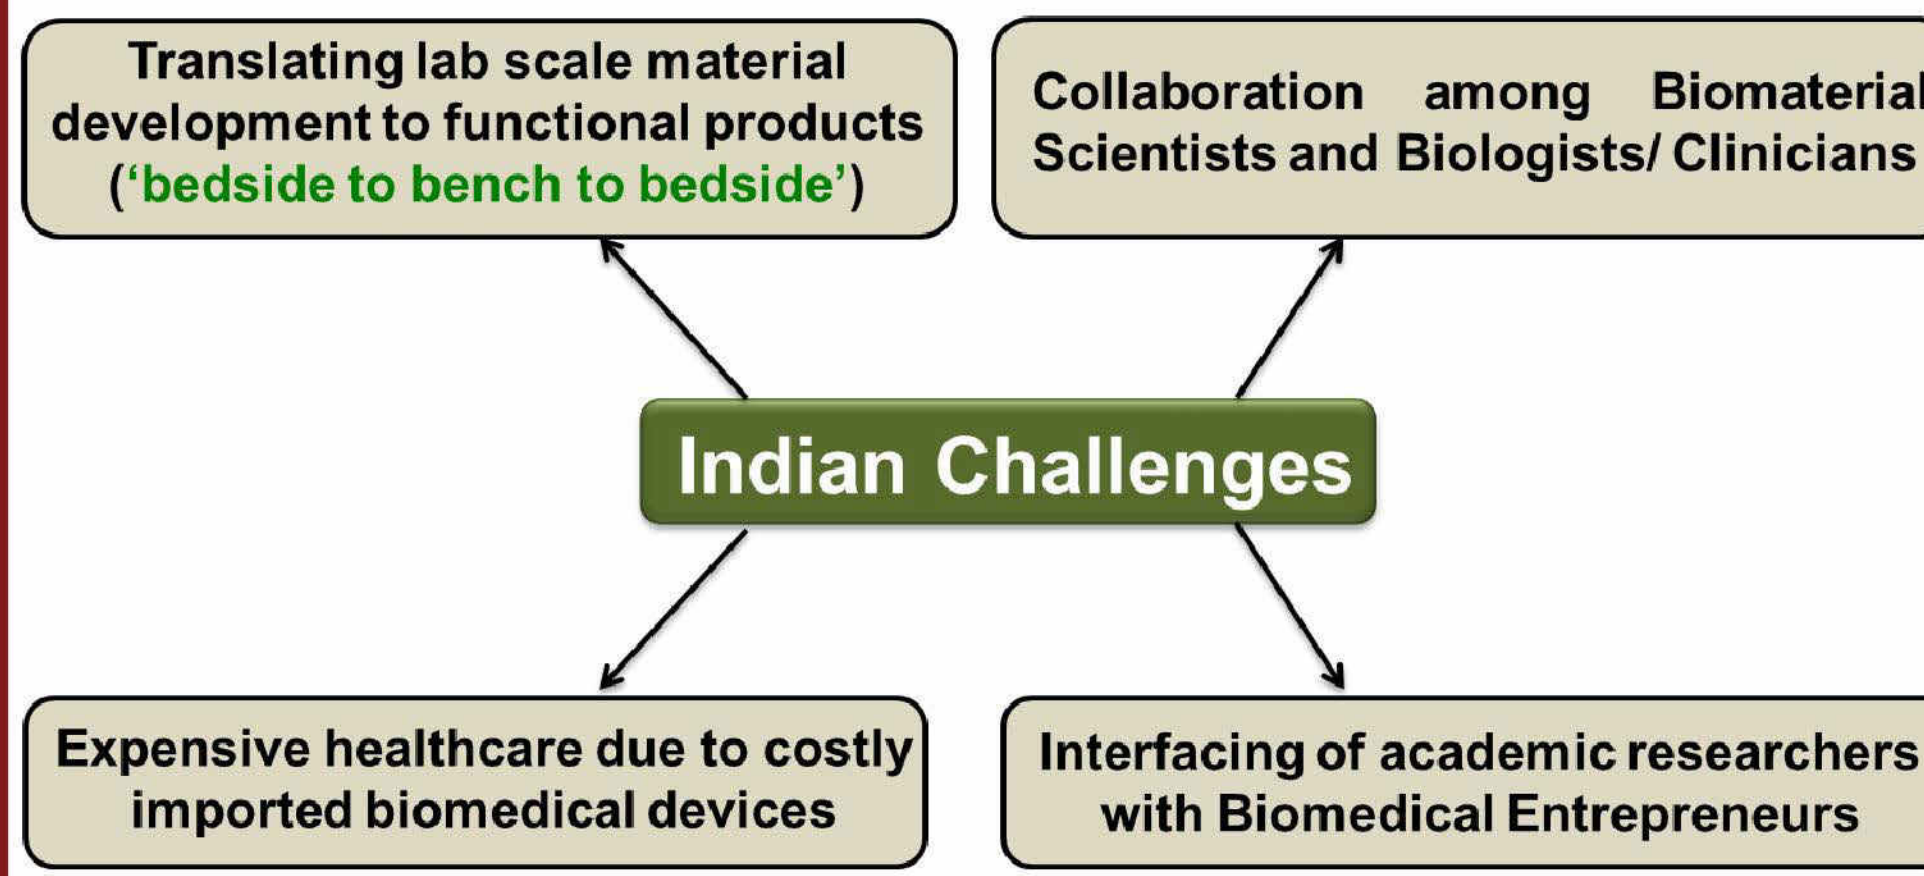 Translating lab scale material
development to functional products
(‘bedside to bench to bedside’)
Collaboration among Biomaterial
Scientists and Biologists/ Clinicians
Indian Challenges
Expensive healthcare due to costly
imported biomedical devices
Interfacing of academic researchers
with Biomedical Entrepreneurs